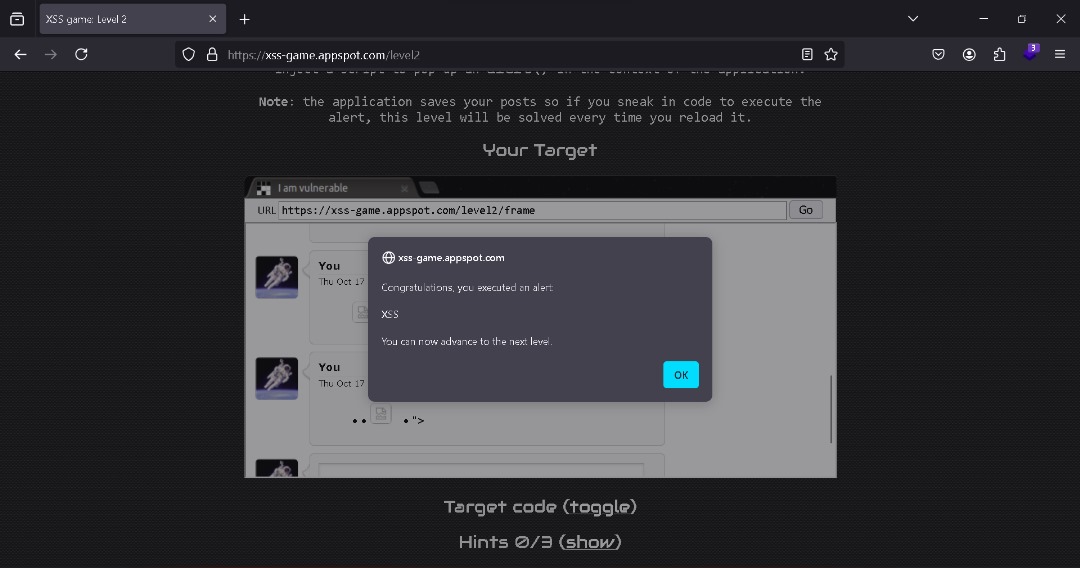 XSS game: Level 2
3
https://xss-game.appspot.com/level2
Note: the application saves your posts so if you sneak in code to execute the
alert, this level will be solved every time you reload it.
Your Target
I am vulnerable
URL https://xss-game.appspot.com/level2/frame Go
You
Thu Oct 17
xss-game.appspot.com
Congratulations, you executed an alert:
XSS
You can now advance to the next level.
OK
You
Thu Oct 17
• • • ">
Target code (toggle)
Hints 0/3 (show)